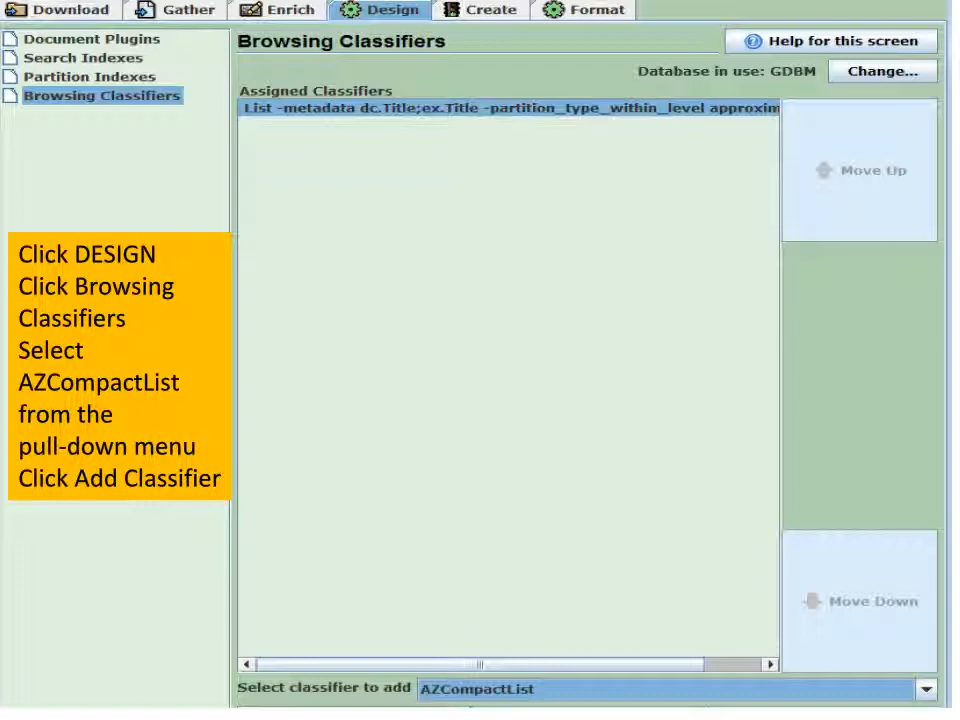 Download Gather Enrich Design Create Format
Document Plugins
Search Indexes
Partition Indexes
Browsing Classifiers
Browsing Classifiers
Help for this screen
Database in use: GDBM Change...
Assigned Classifiers
List -metadata dc.Title;ex.Title -partition_type_within_level approxim
Move Up
Click DESIGN
Click Browsing
Classifiers
Select
AZCompactList
from the
pull-down menu
Click Add Classifier
Move Down
Select classifier to add AZCompactList